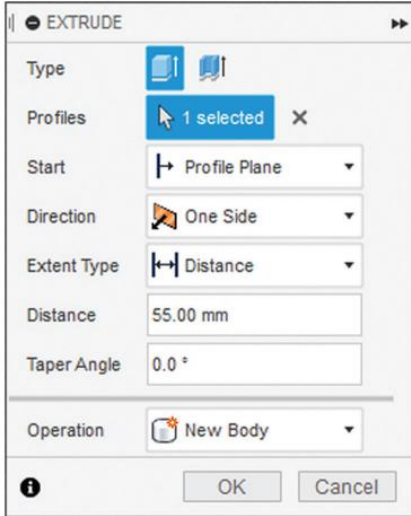 EXTRUDE
Type
Profiles 1 selected
Start Profile Plane
Direction One Side
Extent Type Distance
Distance 55.00 mm
Taper Angle 0.0 °
Operation New Body
OK Cancel